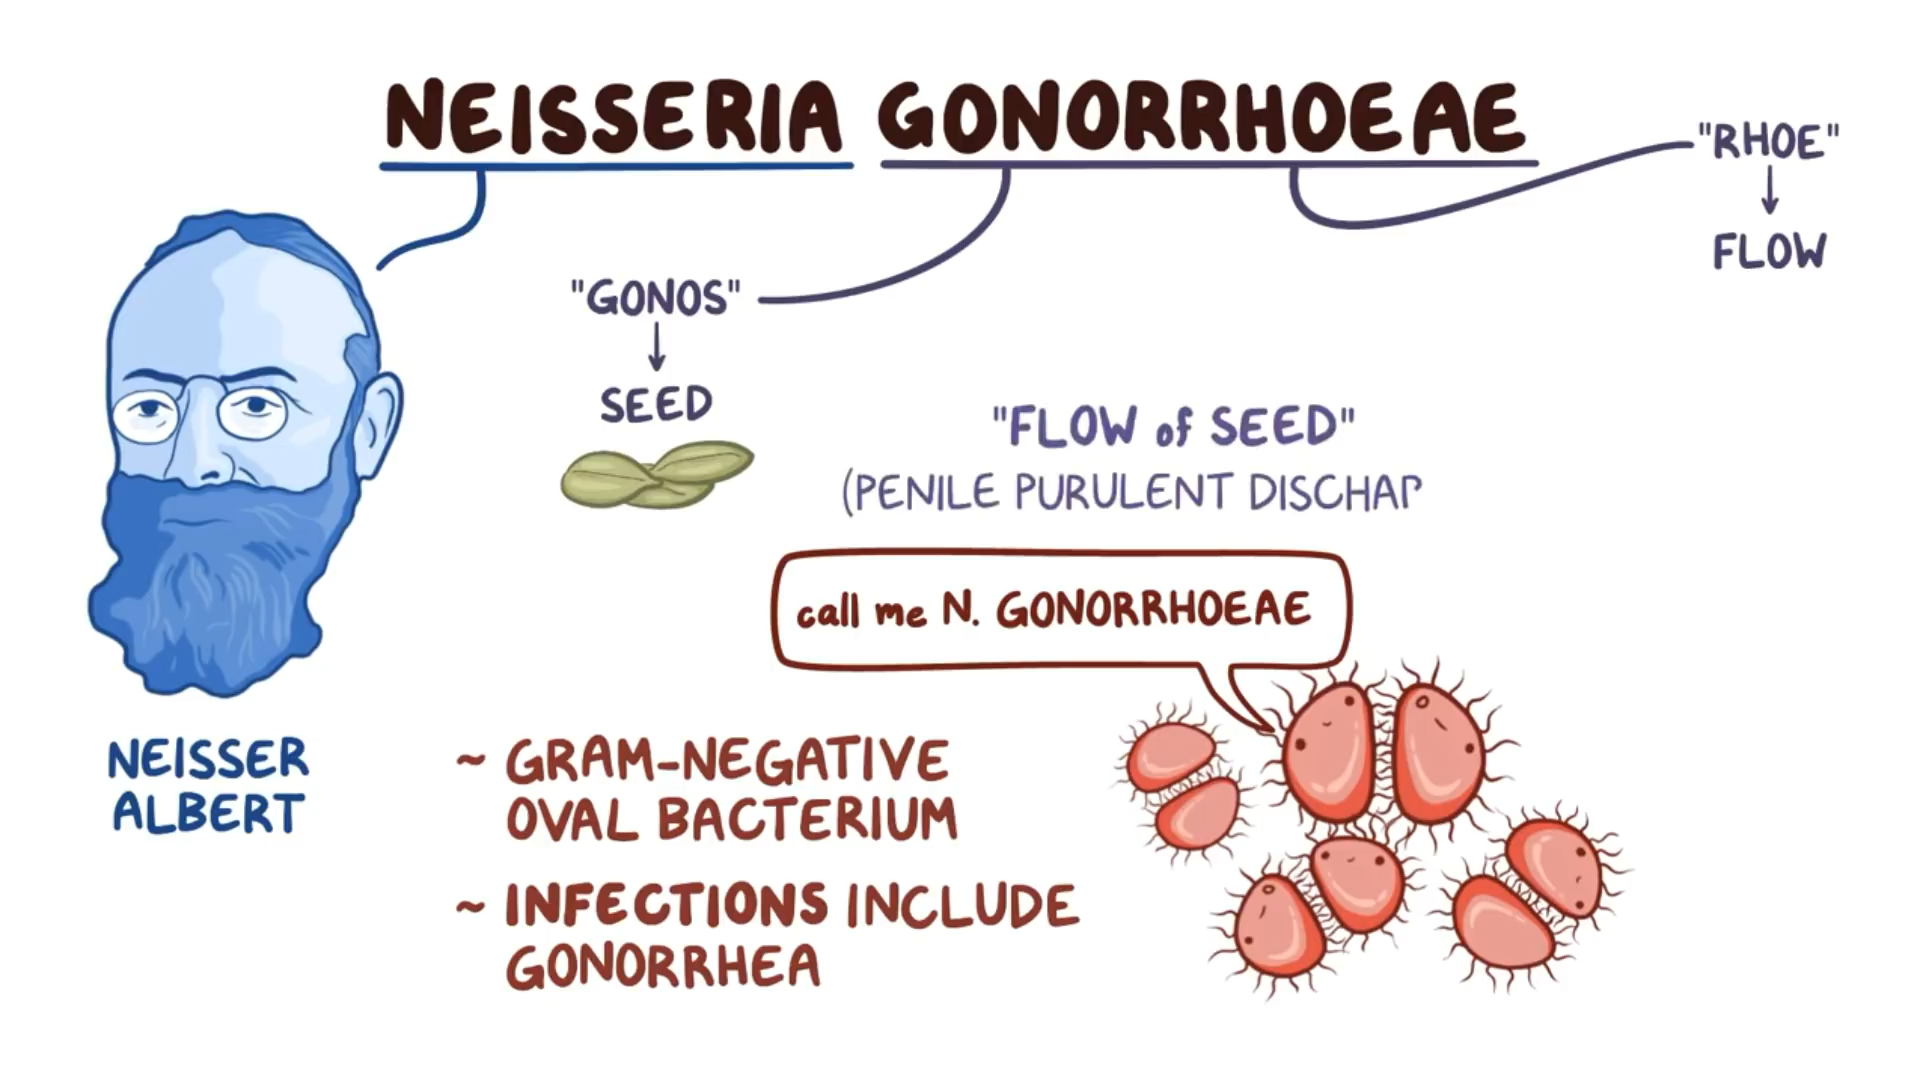 NEISSERIA GONORRHOEAE
"RHOE"
FLOW
"GONOS"
SEED
"FLOW of SEED"
(PENILE PURULENT DISCHAP
call me N. GONORRHOEAE
NEISSER
ALBERT
~ GRAM-NEGATIVE
OVAL BACTERIUM
~ INFECTIONS INCLUDE
GONORRHEA